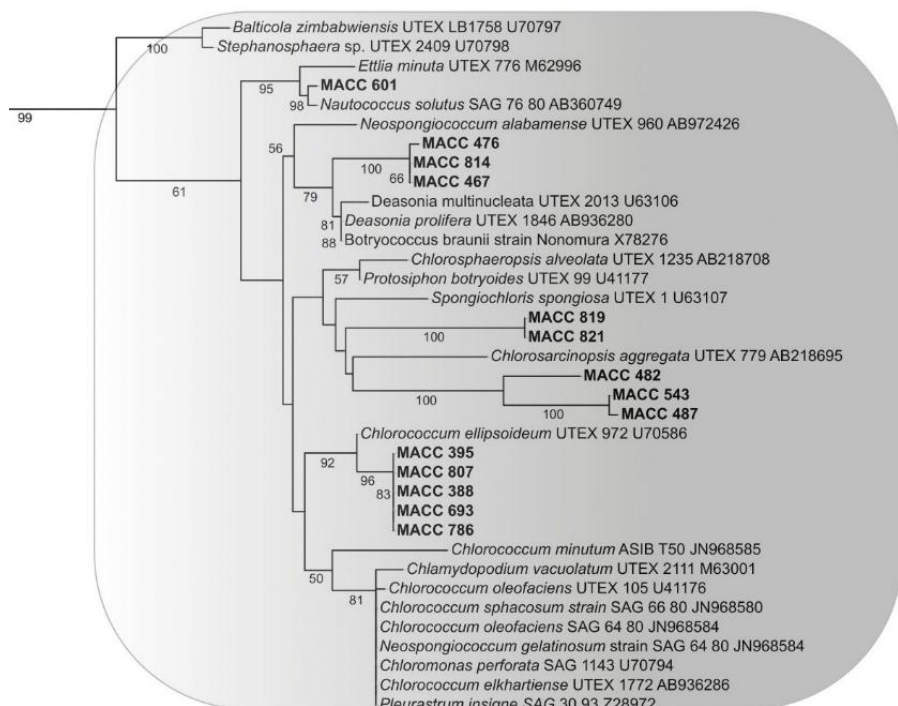 Balticola zimbabwiensis UTEX LB1758 U70797
100
Stephanosphaera sp. UTEX 2409 U70798
Ettlia minuta UTEX 776 M62996
95
MACC 601
98
Nautococcus solutus SAG 76 80 AB360749
99
Neospongiococcum alabamense UTEX 960 AB972426
56
MACC 476
100
MACC 814
66
MACC 467
61
79
Deasonia multinucleata UTEX 2013 U63106
81
Deasonia prolifera UTEX 1846 AB936280
88
Botryococcus braunii strain Nonomura X78276
Chlorosphaeropsis alveolata UTEX 1235 AB218708
57
Protosiphon botryoides UTEX 99 U41177
Spongiochloris spongiosa UTEX 1 U63107
MACC 819
100
MACC 821
Chlorosarcinopsis aggregata UTEX 779 AB218695
MACC 482
100
MACC 543
100
MACC 487
Chlorococcum ellipsoideum UTEX 972 U70586
92
MACC 395
96
MACC 807
83
MACC 388
MACC 693
MACC 786
Chlorococcum minutum ASIB T50 JN968585
50
Chlamydopodium vacuolatum UTEX 2111 M63001
81
Chlorococcum oleofaciens UTEX 105 U41176
Chlorococcum sphacosum strain SAG 66 80 JN968580
Chlorococcum oleofaciens SAG 64 80 JN968584
Neospongiococcum gelatinosum strain SAG 64 80 JN968584
Chloromonas perforata SAG 1143 U70794
Chlorococcum elkhartiense UTEX 1772 AB936286
Pleurastrum insigne SAG 30 93 Z28972